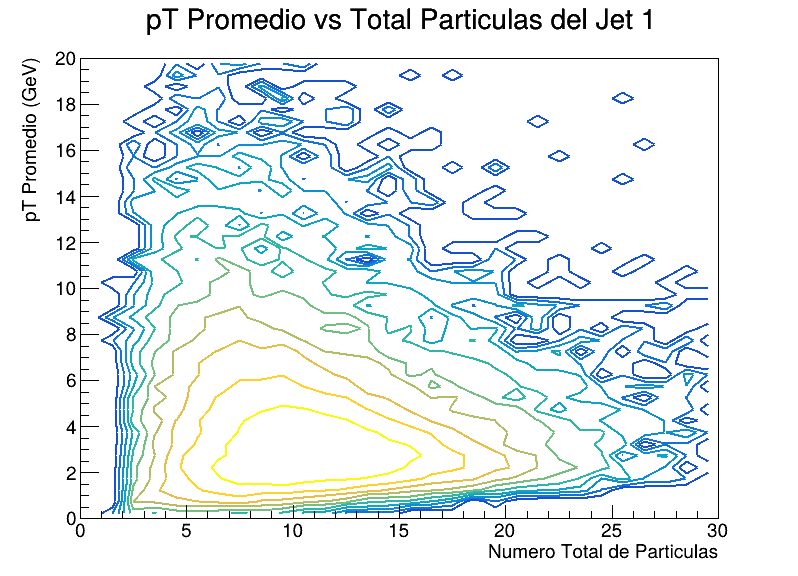 pT Promedio vs Total Particulas del Jet 1
pT Promedio (GeV)
20
18
16
14
12
10
8
6
4
2
0
0 5 10 15 20 25 30
Numero Total de Particulas